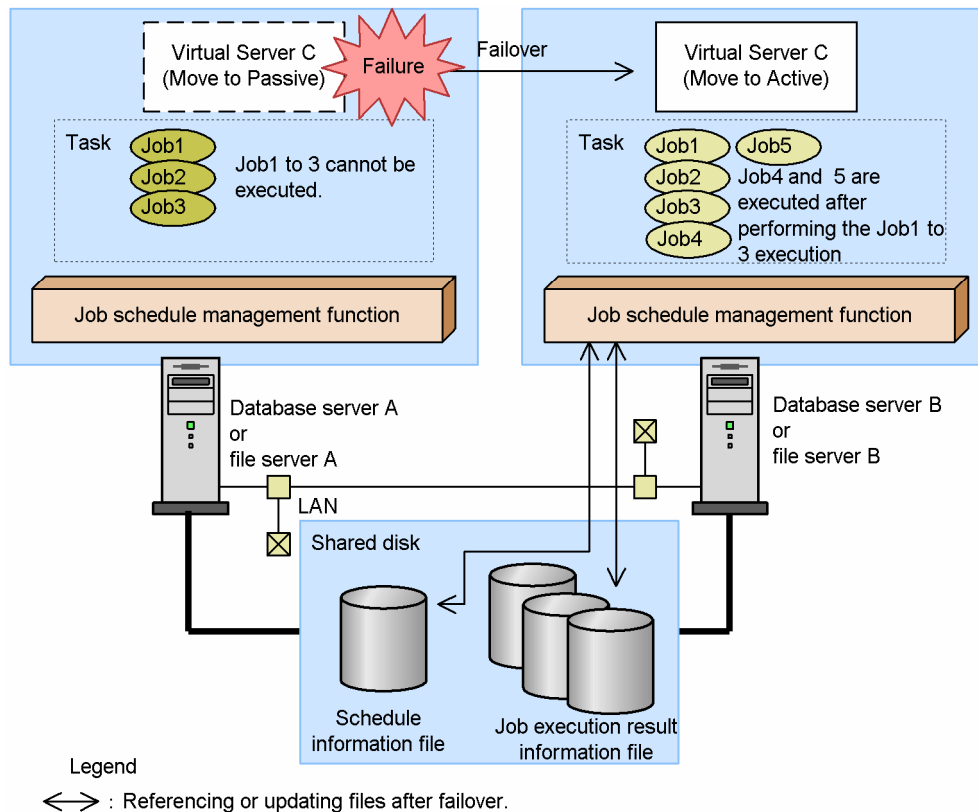 Virtual Server C
(Move to Passive)
Failure
Failover
Virtual Server C
(Move to Active)
Task
Job1
Job2
Job3
Job1 to 3 cannot be
executed.
Task
Job1
Job2
Job3
Job4
Job5
Job4 and 5 are
executed after
performing the Job1 to
3 execution
Job schedule management function
Job schedule management function
Database server A
or
file server A
Database server B
or
file server B
LAN
Shared disk
Schedule
information file
Job execution result
information file
Legend
: Referencing or updating files after failover.